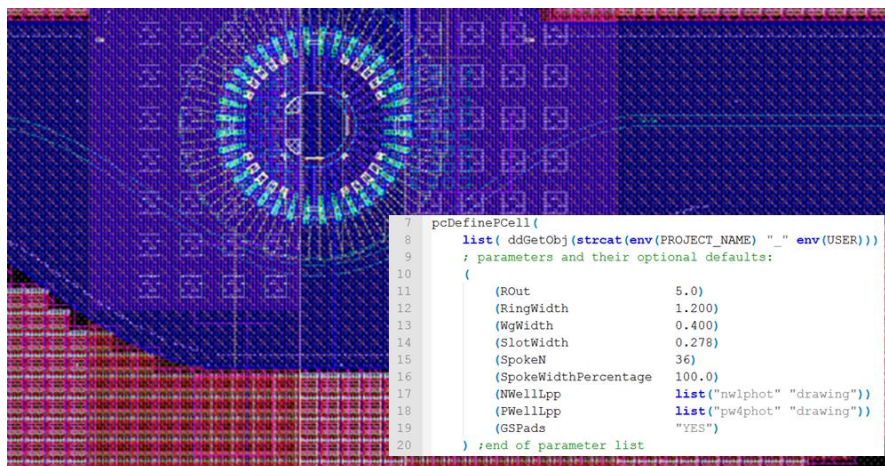 7 pcDefinePCell(
8 list( ddGetObj(strcat(env(PROJECT_NAME) "_" env(USER)))
9 ; parameters and their optional defaults:
10 (
11 (ROut 5.0)
12 (RingWidth 1.200)
13 (WgWidth 0.400)
14 (SlotWidth 0.278)
15 (SpokeN 36)
16 (SpokeWidthPercentage 100.0)
17 (NWellLpp list("nw1phot" "drawing"))
18 (PWellLpp list("pw4phot" "drawing"))
19 (GSPads "YES")
20 ) ;end of parameter list